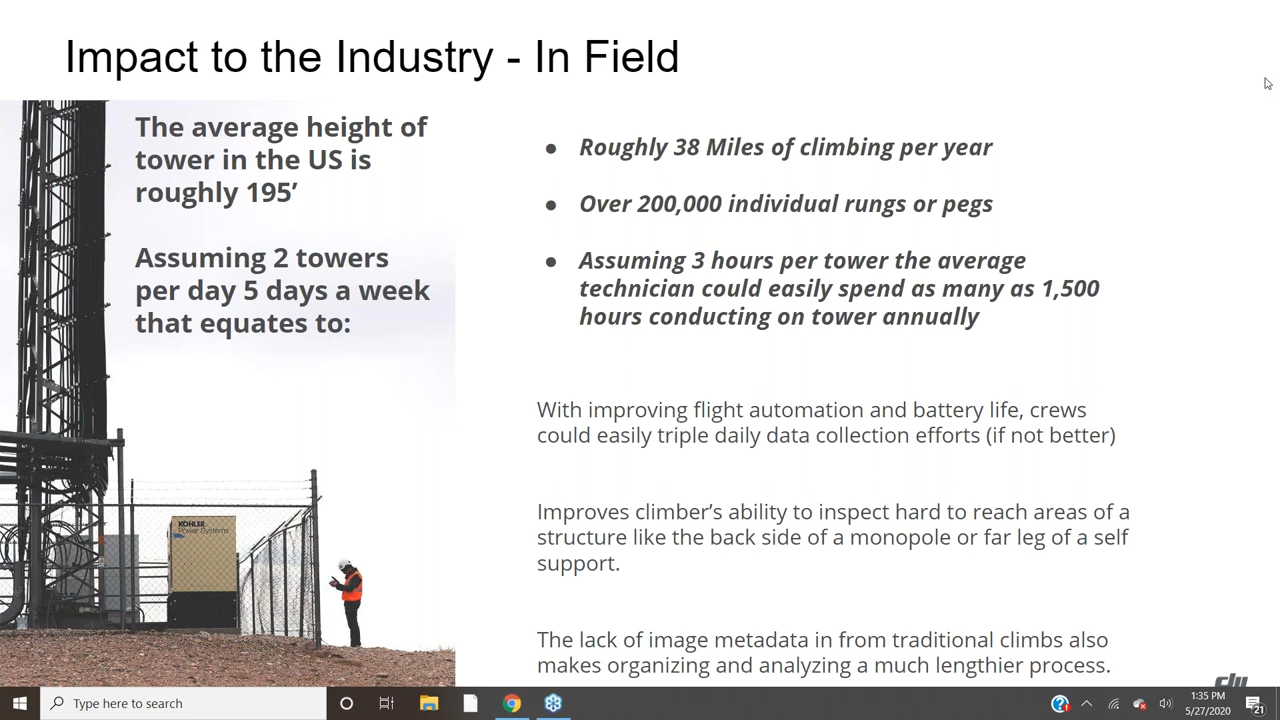 Impact to the Industry - In Field
The average height of
tower in the US is
roughly 195’
Assuming 2 towers
per day 5 days a week
that equates to:
● Roughly 38 Miles of climbing per year
● Over 200,000 individual rungs or pegs
● Assuming 3 hours per tower the average
technician could easily spend as many as 1,500
hours conducting on tower annually
With improving flight automation and battery life, crews
could easily triple daily data collection efforts (if not better)
Improves climber’s ability to inspect hard to reach areas of a
structure like the back side of a monopole or far leg of a self
support.
The lack of image metadata in from traditional climbs also
makes organizing and analyzing a much lengthier process.
KOHLER
Power Systems
Type here to search
1:35 PM
5/27/2020
21